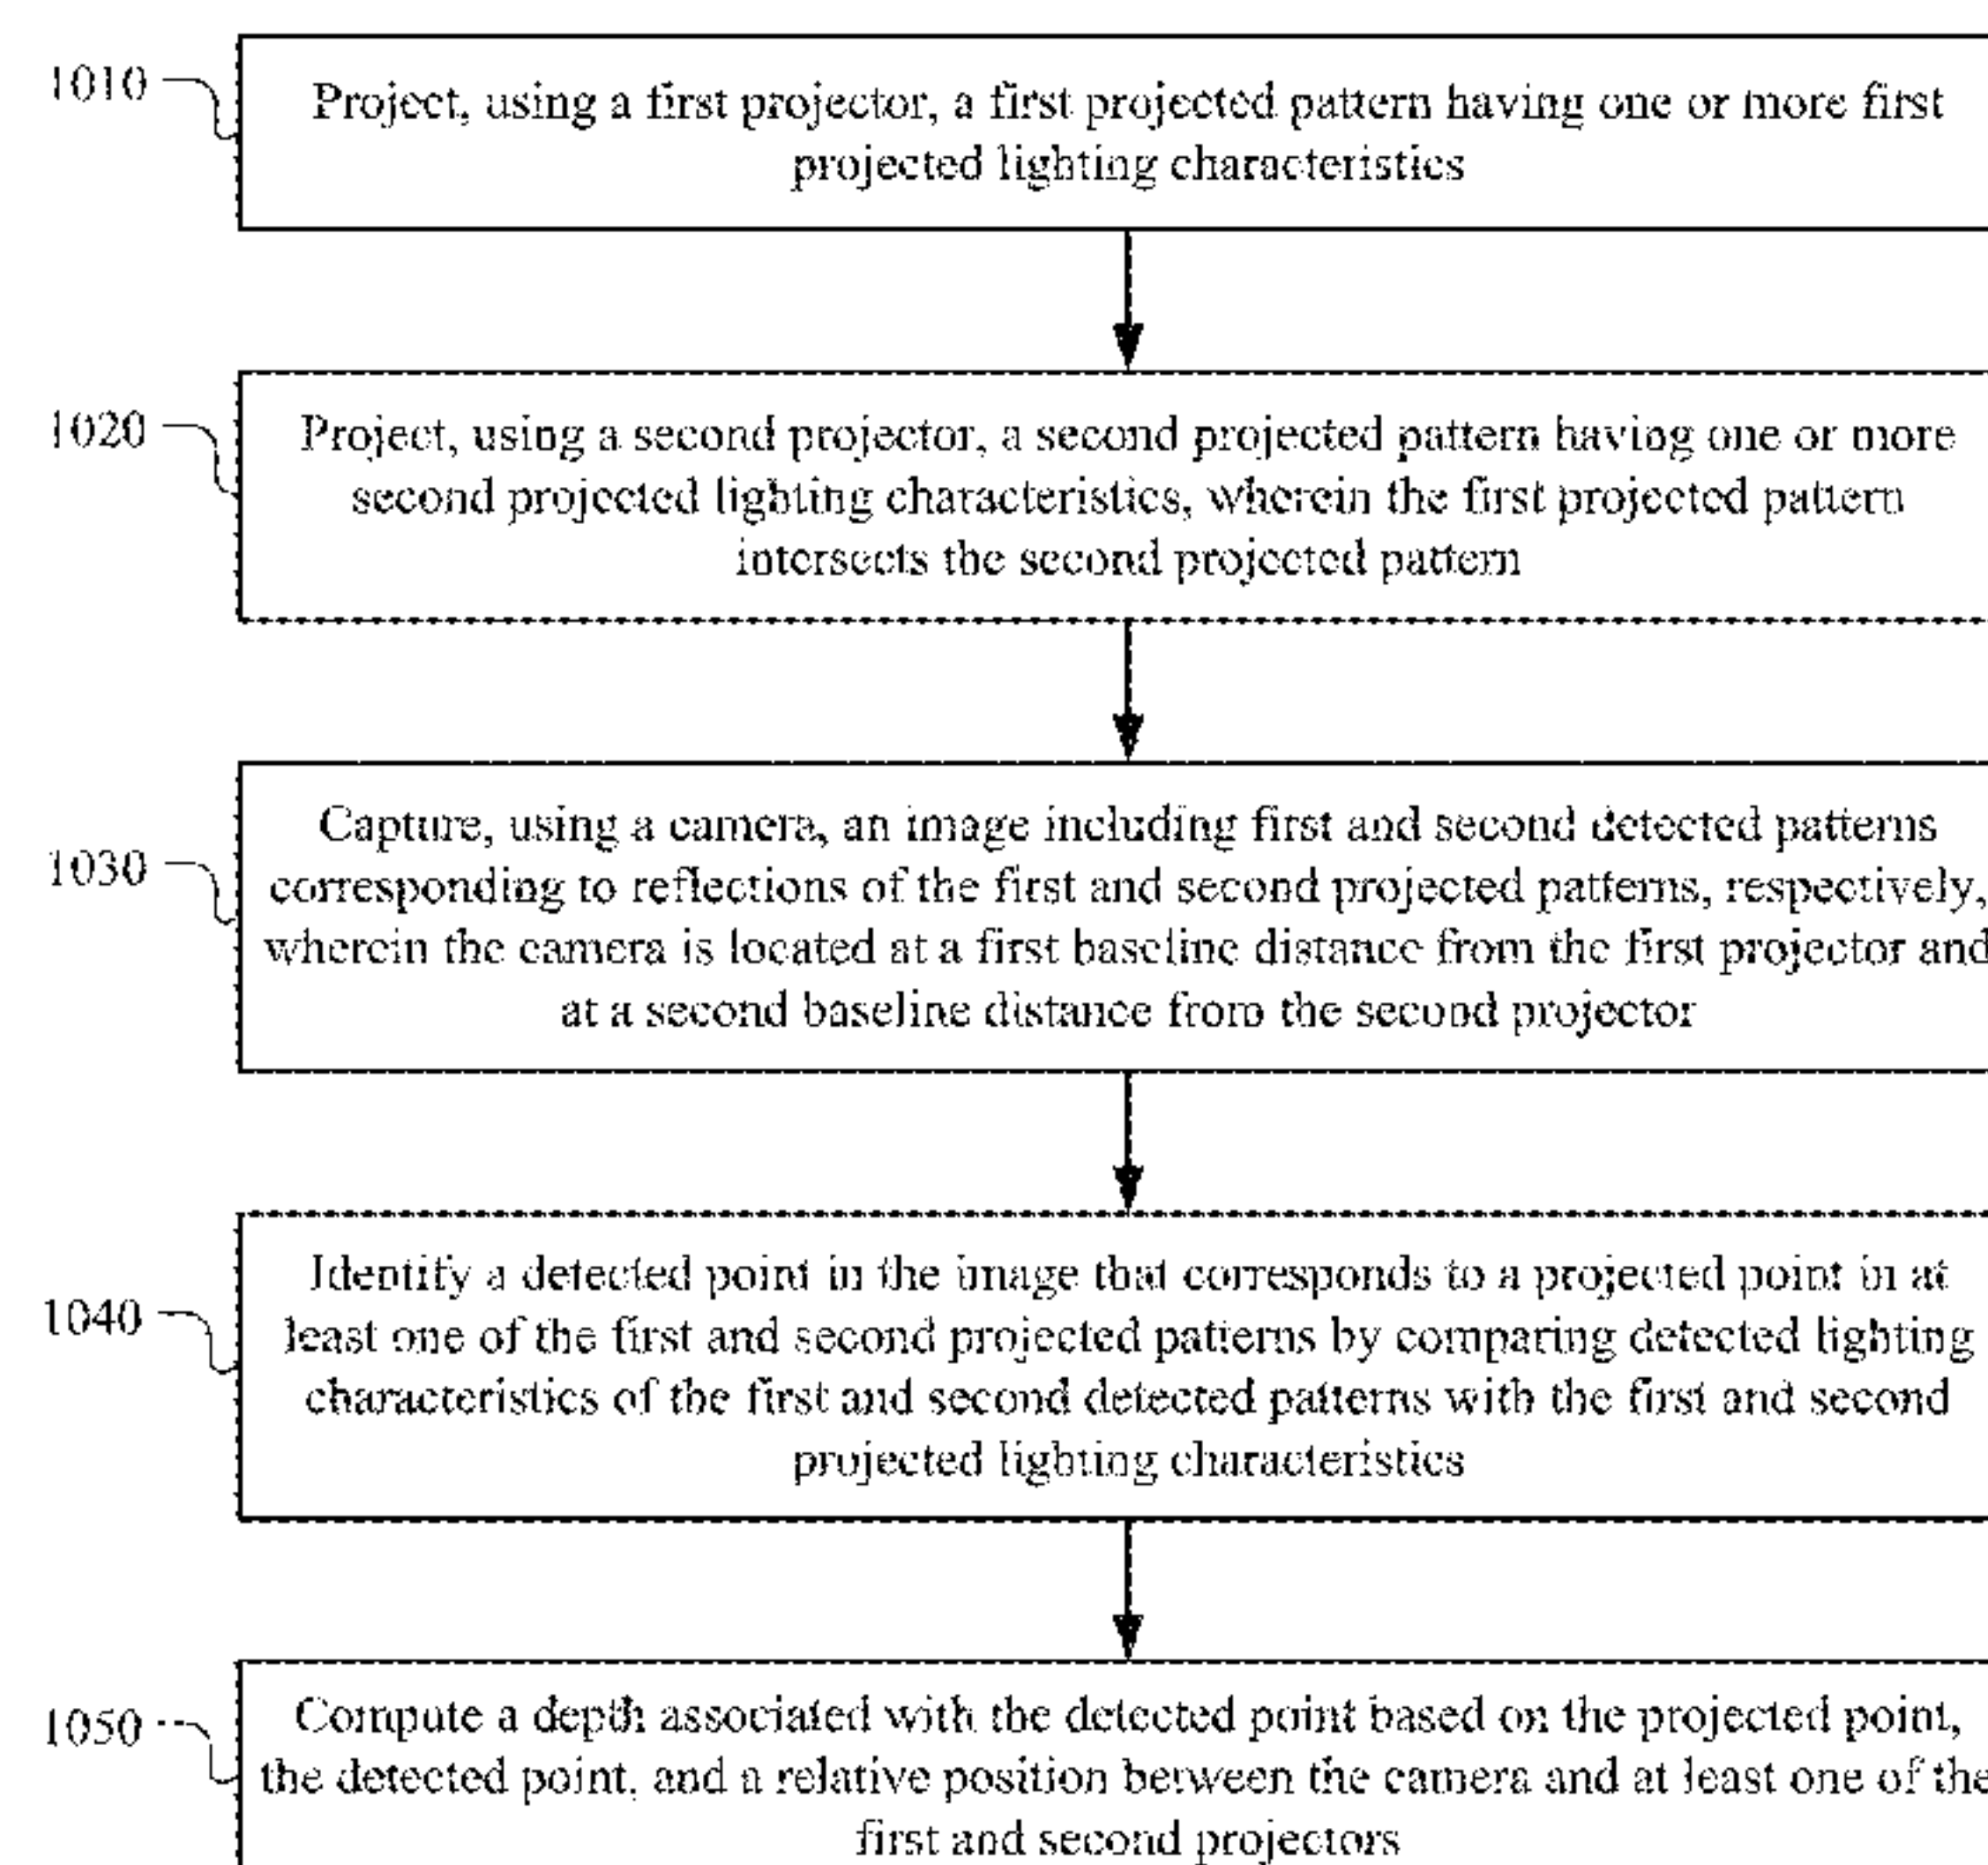 1010
Project, using a first projector, a first projected pattern having one or more first
projected lighting characteristics
1020
Project, using a second projector, a second projected pattern having one or more
second projected lighting characteristics, wherein the first projected pattern
intersects the second projected pattern
1030
Capture, using a camera, an image including first and second detected patterns
corresponding to reflections of the first and second projected patterns, respectively,
wherein the camera is located at a first baseline distance from the first projector and
at a second baseline distance from the second projector
1040
Identify a detected point in the image that corresponds to a projected point in at
least one of the first and second projected patterns by comparing detected lighting
characteristics of the first and second detected patterns with the first and second
projected lighting characteristics
1050
Compute a depth associated with the detected point based on the projected point,
the detected point, and a relative position between the camera and at least one of the
first and second projectors